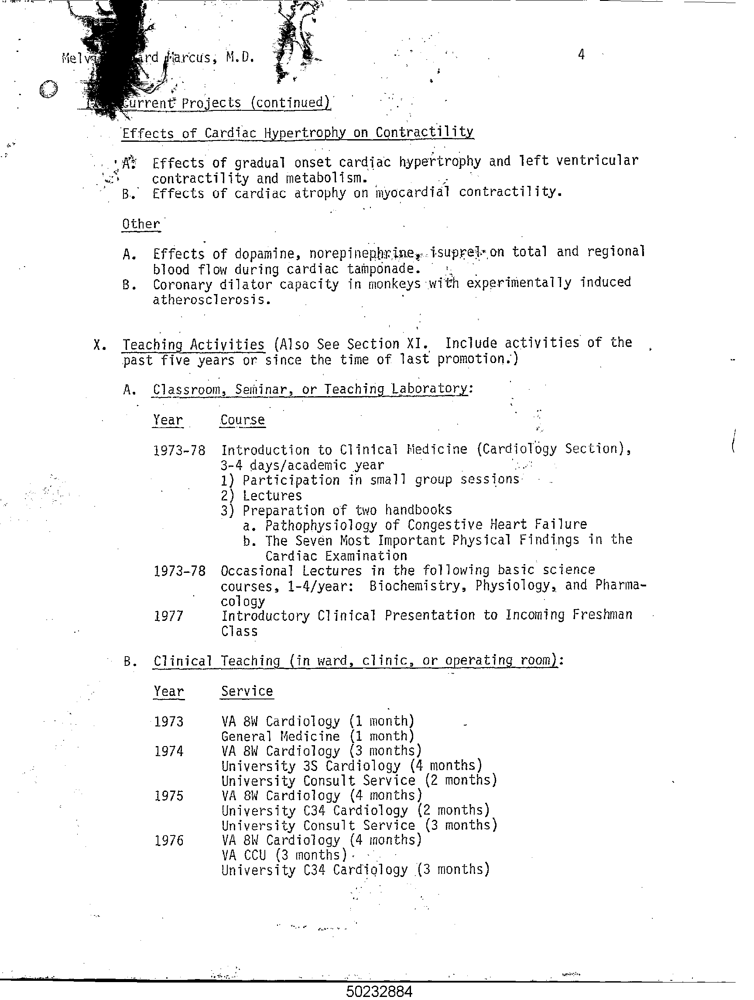 Marcus, M.D. 4
Current Projects (continued)
Effects of Cardiac Hypertrophy on Contractility
A. Effects of gradual onset cardiac hypertrophy and left ventricular
contractility and metabolism.
B. Effects of cardiac atrophy on myocardial contractility.
Other
A. Effects of dopamine, norepinephrine, isuprel on total and regional
blood flow during cardiac tamponade.
B. Coronary dilator capacity in monkeys with experimentally induced
atherosclerosis.
X. Teaching Activities (Also See Section XI. Include activities of the
past five years or since the time of last promotion.)
A. Classroom, Seminar, or Teaching Laboratory:
Year Course
1973-78 Introduction to Clinical Medicine (Cardiology Section),
3-4 days/academic year
1) Participation in small group sessions
2) Lectures
3) Preparation of two handbooks
a. Pathophysiology of Congestive Heart Failure
b. The Seven Most Important Physical Findings in the
Cardiac Examination
1973-78 Occasional Lectures in the following basic science
courses, 1-4/year: Biochemistry, Physiology, and Pharma-
cology
1977 Introductory Clinical Presentation to Incoming Freshman
Class
B. Clinical Teaching (in ward, clinic, or operating room):
Year Service
1973 VA 8W Cardiology (1 month)
General Medicine (1 month)
1974 VA 8W Cardiology (3 months)
University 3S Cardiology (4 months)
University Consult Service (2 months)
1975 VA 8W Cardiology (4 months)
University C34 Cardiology (2 months)
University Consult Service (3 months)
1976 VA 8W Cardiology (4 months)
VA CCU (3 months)
University C34 Cardiology (3 months)
50232884